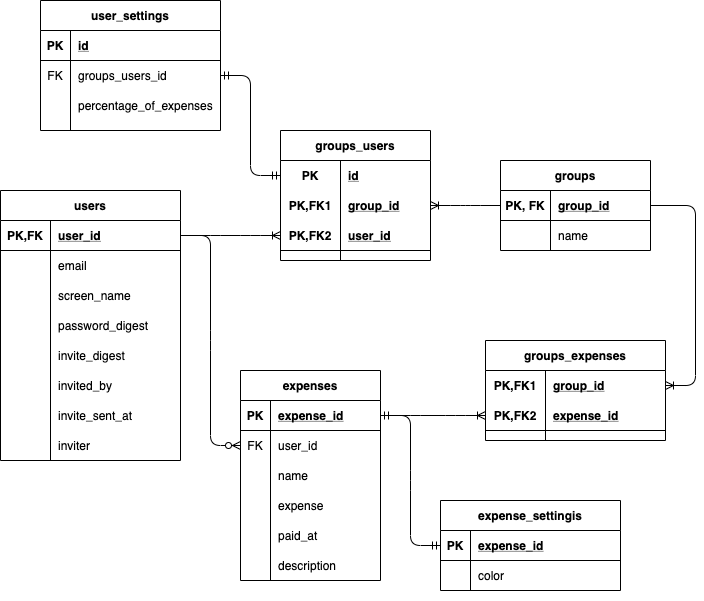 user_settings
PK id
FK groups_users_id
percentage_of_expenses
groups_users
PK id
PK,FK1 group_id
PK,FK2 user_id
groups
PK, FK group_id
name
users
PK,FK user_id
email
screen_name
password_digest
invite_digest
invited_by
invite_sent_at
inviter
groups_expenses
PK,FK1 group_id
PK,FK2 expense_id
expenses
PK expense_id
FK user_id
name
expense
paid_at
description
expense_settingis
PK expense_id
color